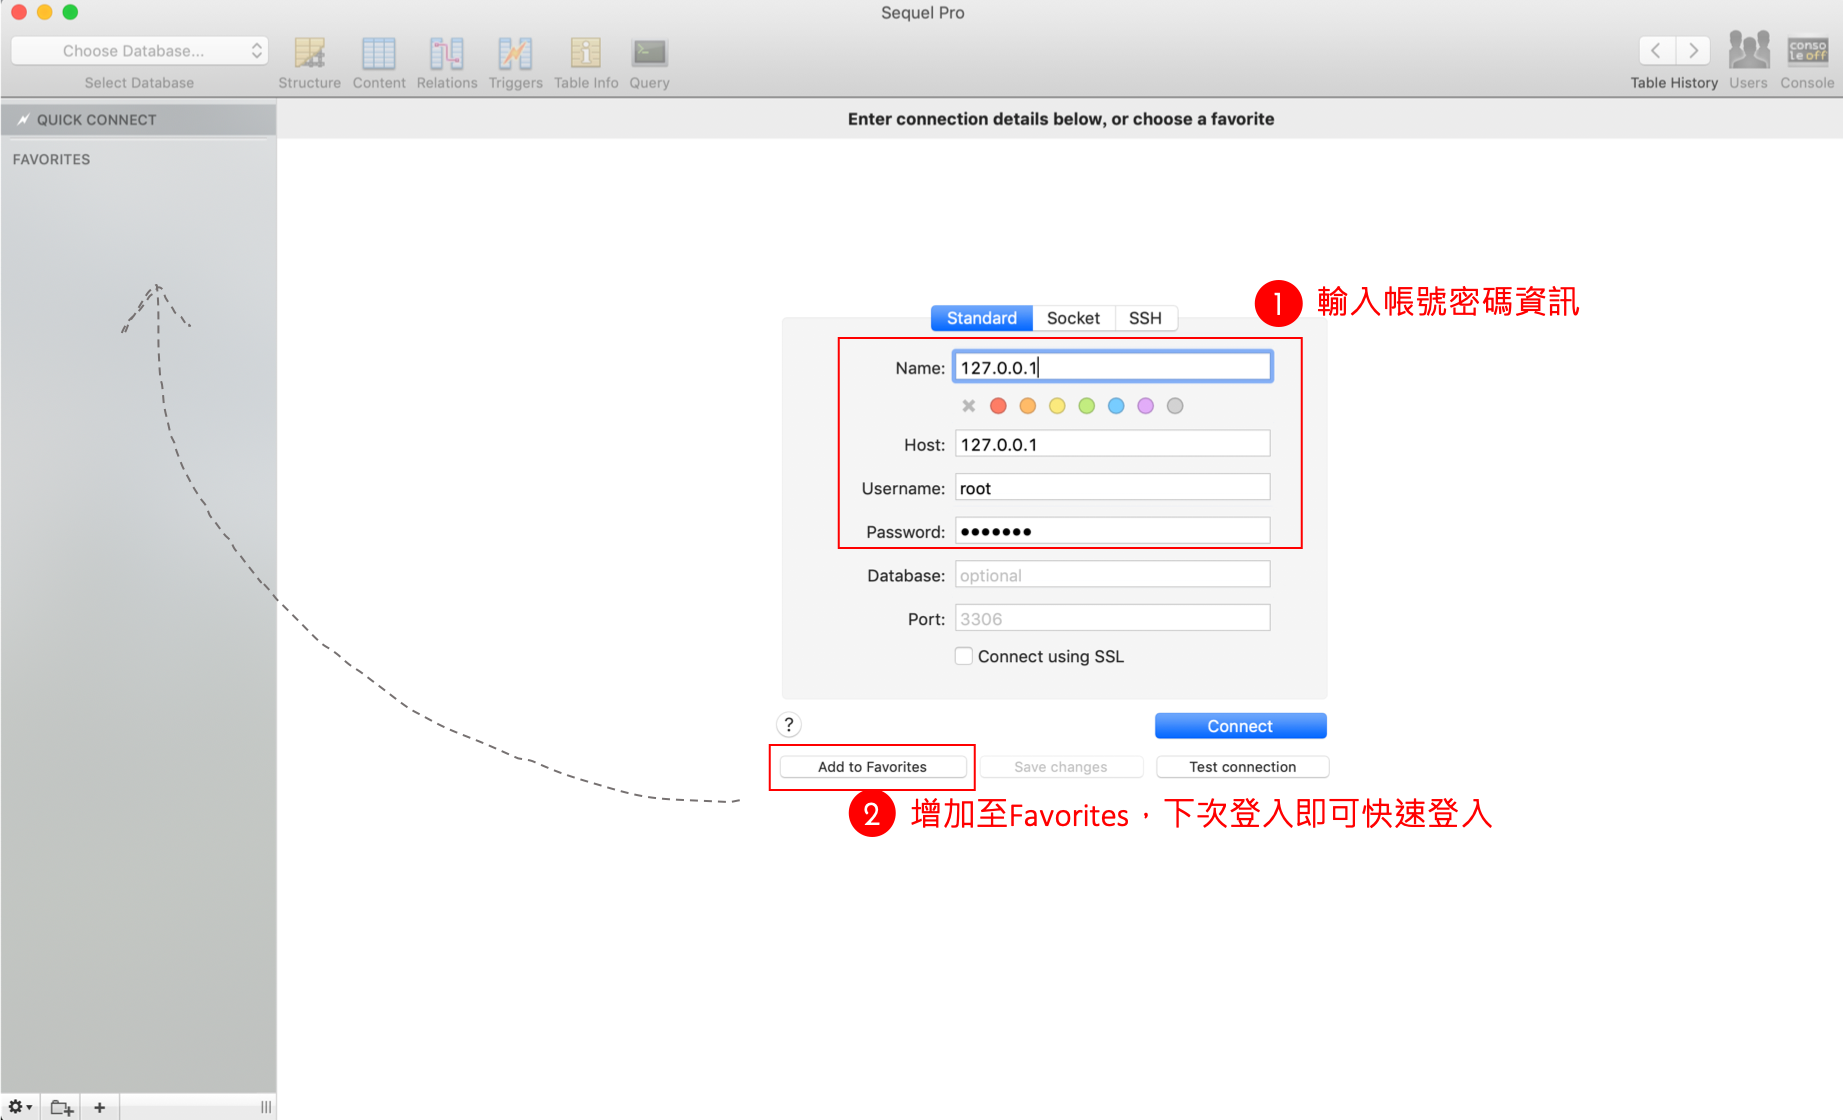 Sequel Pro
Choose Database...
Select Database
Structure
Content
Relations
Triggers
Table Info
Query
Table History
Users
conso
le off
Console
QUICK CONNECT
Enter connection details below, or choose a favorite
FAVORITES
1 輸入帳號密碼資訊
Standard
Socket
SSH
Name: 127.0.0.1
Host: 127.0.0.1
Username: root
Password: •••••••
Database: optional
Port: 3306
Connect using SSL
?
Connect
Add to Favorites
Save changes
Test connection
2 增加至Favorites，下次登入即可快速登入